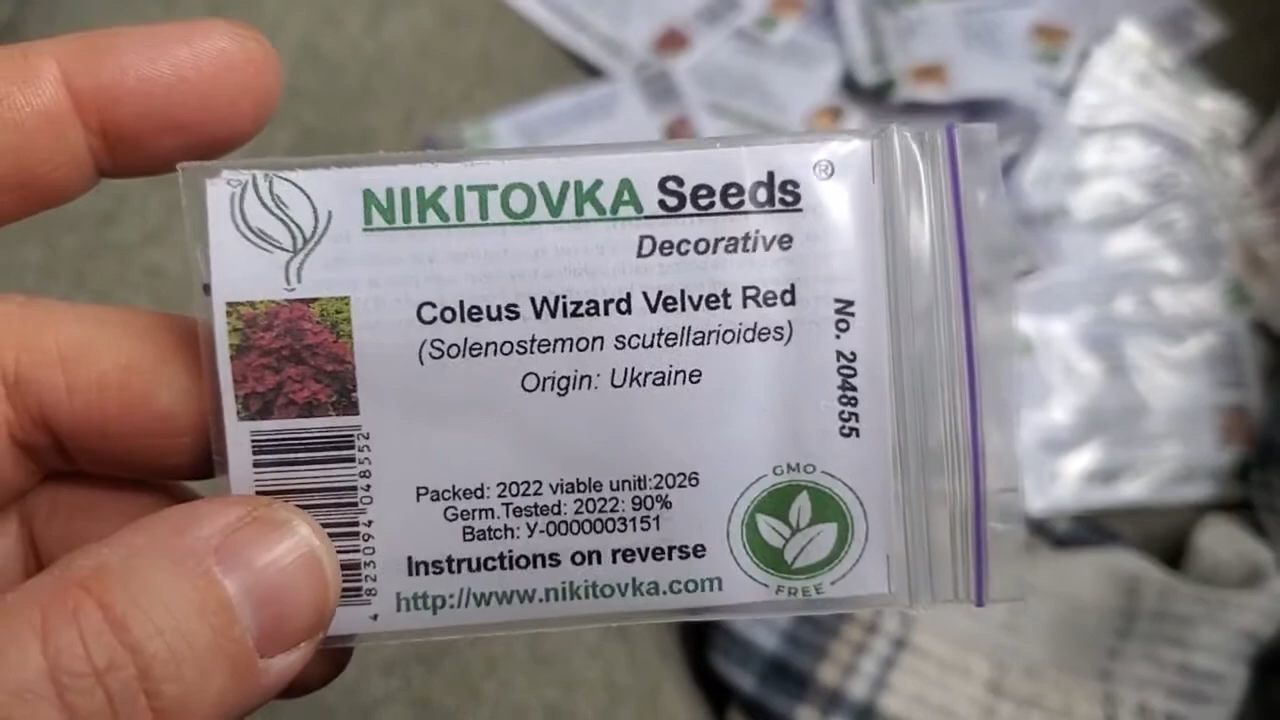 NIKITOVKA Seeds ®
Decorative
Coleus Wizard Velvet Red
(Solenostemon scutellarioides)
Origin: Ukraine
No. 204855
Packed: 2022 viable unitl:2026
Germ.Tested: 2022: 90%
Batch: У-0000003151
Instructions on reverse
http://www.nikitovka.com
GMO
FREE
4 823094 048552